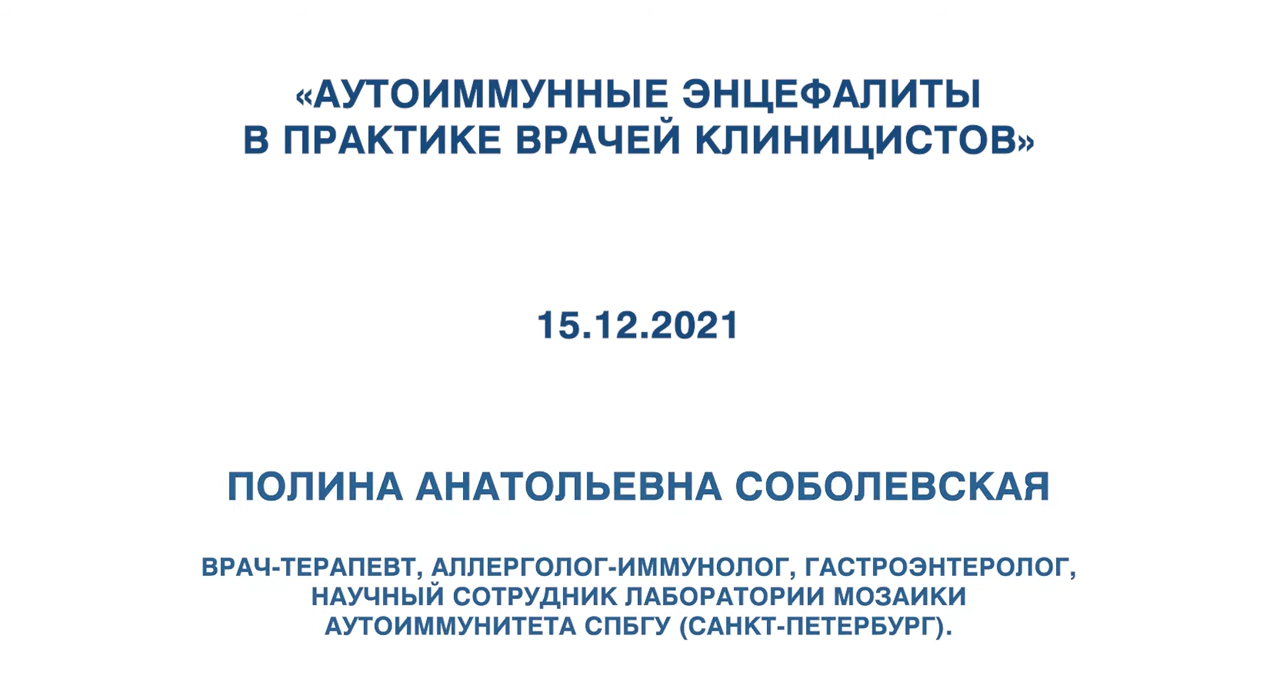 «АУТОИММУННЫЕ ЭНЦЕФАЛИТЫ
В ПРАКТИКЕ ВРАЧЕЙ КЛИНИЦИСТОВ»
15.12.2021
ПОЛИНА АНАТОЛЬЕВНА СОБОЛЕВСКАЯ
ВРАЧ-ТЕРАПЕВТ, АЛЛЕРГОЛОГ-ИММУНОЛОГ, ГАСТРОЭНТЕРОЛОГ,
НАУЧНЫЙ СОТРУДНИК ЛАБОРАТОРИИ МОЗАИКИ
АУТОИММУНИТЕТА СПБГУ (САНКТ-ПЕТЕРБУРГ).